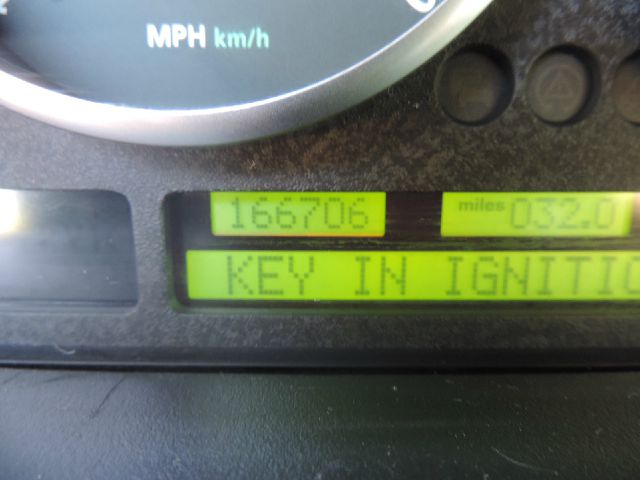 MPH km/h
166706 miles 032.0
KEY IN IGNITIO